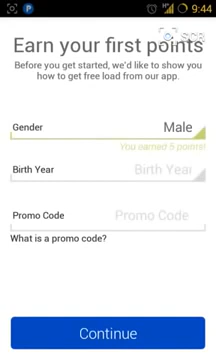 9:44
Earn your first points
SCR
Before you get started, we'd like to show you
how to get free load from our app.
Gender
Male
You earned 5 points!
Birth Year
Birth Year
Promo Code
Promo Code
What is a promo code?
Continue